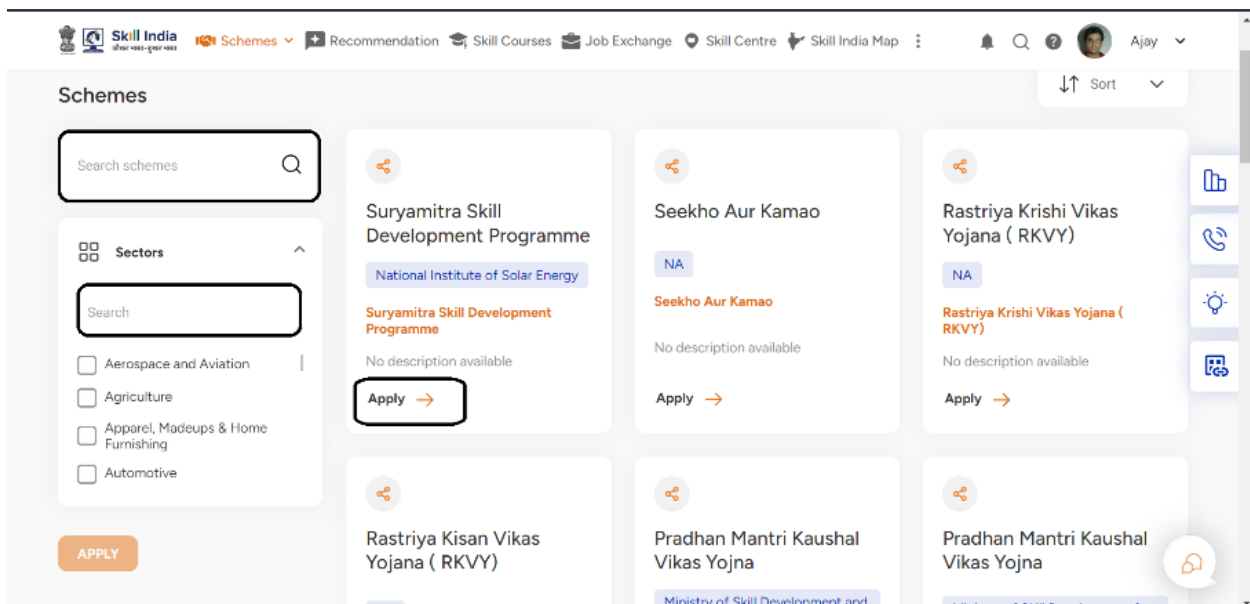 Skill India
कौशल भारत-कुशल भारत
Schemes
Recommendation
Skill Courses
Job Exchange
Skill Centre
Skill India Map
Ajay
Schemes
Sort
Search schemes
Sectors
Search
Aerospace and Aviation
Agriculture
Apparel, Madeups & Home
Furnishing
Automotive
APPLY
Suryamitra Skill
Development Programme
National Institute of Solar Energy
Suryamitra Skill Development
Programme
No description available
Apply
Seekho Aur Kamao
NA
Seekho Aur Kamao
No description available
Apply
Rastriya Krishi Vikas
Yojana ( RKVY)
NA
Rastriya Krishi Vikas Yojana (
RKVY)
No description available
Apply
Rastriya Kisan Vikas
Yojana ( RKVY)
Pradhan Mantri Kaushal
Vikas Yojna
Ministry of Skill Development and
Pradhan Mantri Kaushal
Vikas Yojna